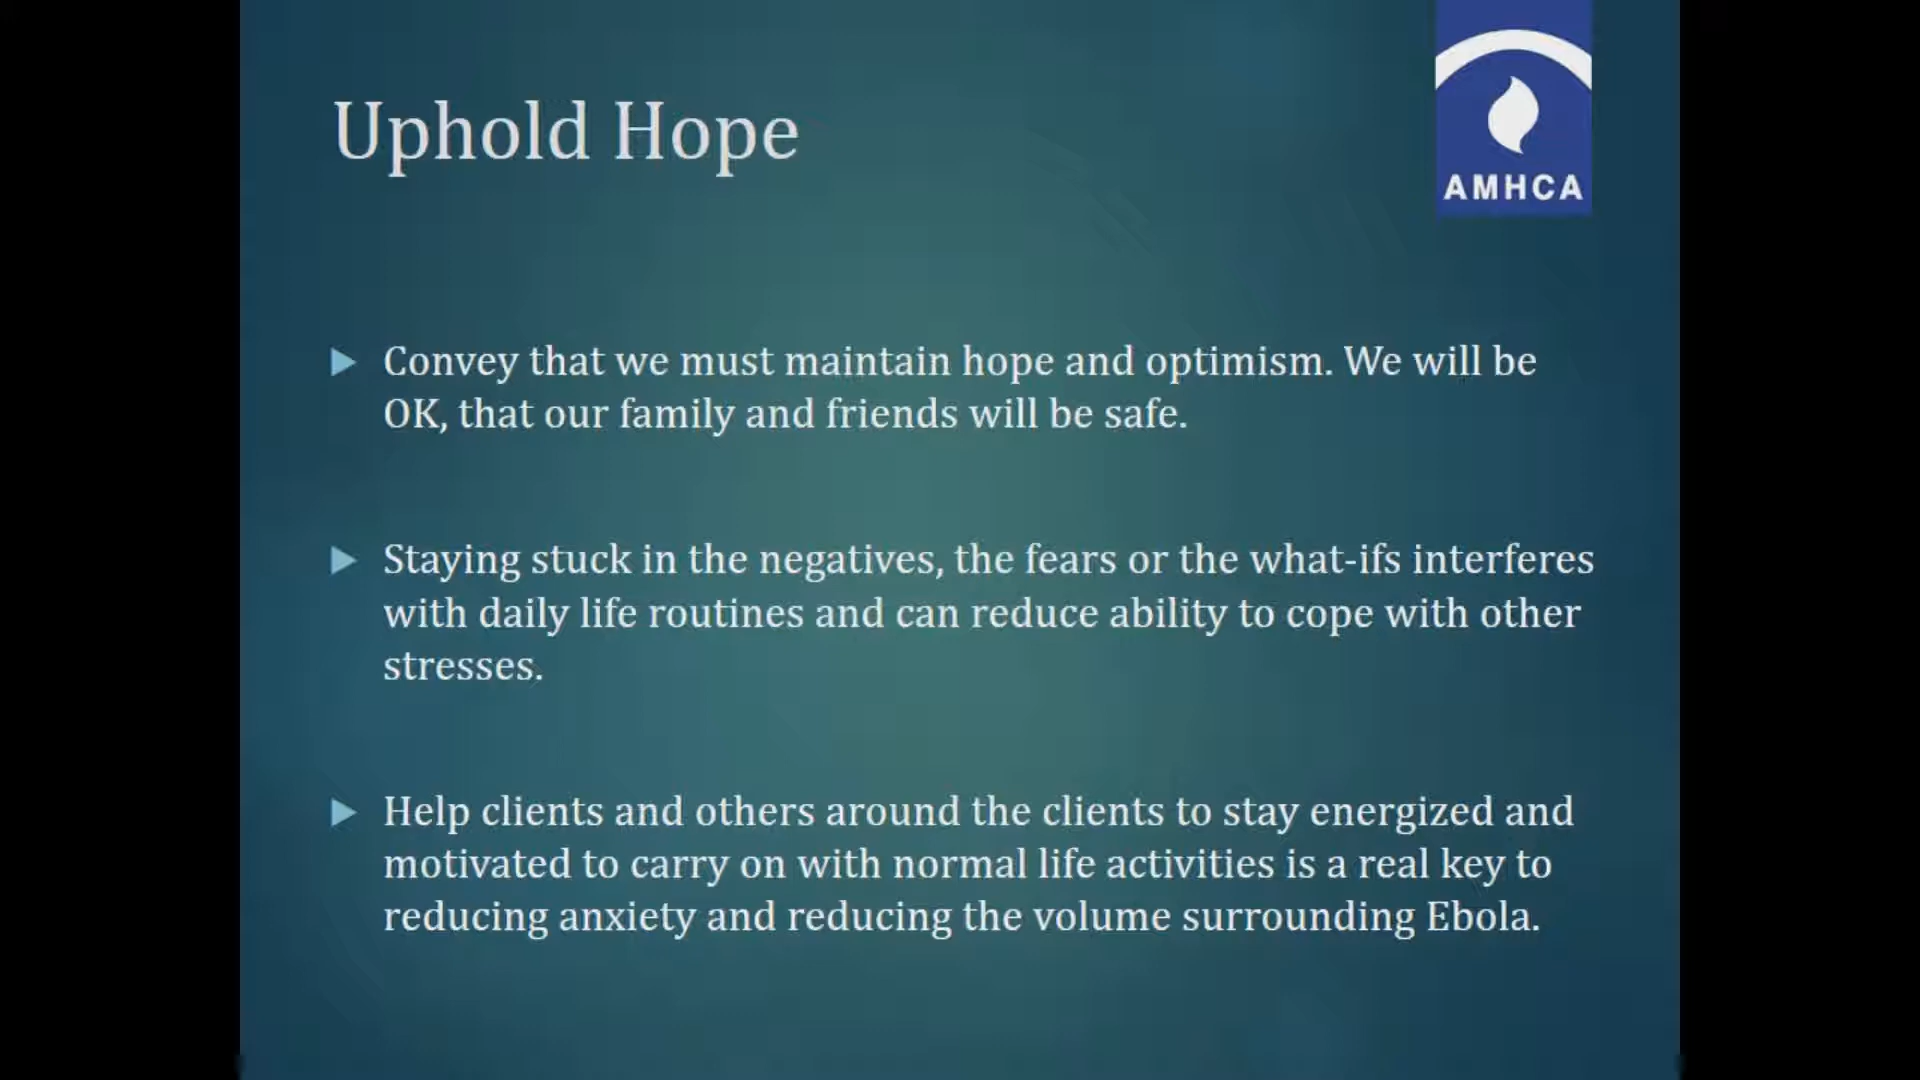 Uphold Hope
AMHCA
Convey that we must maintain hope and optimism. We will be
OK, that our family and friends will be safe.
Staying stuck in the negatives, the fears or the what-ifs interferes
with daily life routines and can reduce ability to cope with other
stresses.
Help clients and others around the clients to stay energized and
motivated to carry on with normal life activities is a real key to
reducing anxiety and reducing the volume surrounding Ebola.